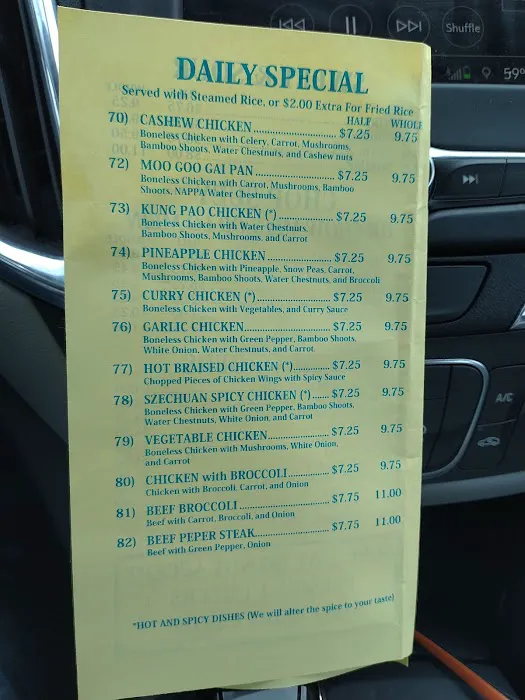 Shuffle
59°
DAILY SPECIAL
Served with Steamed Rice, or $2.00 Extra For Fried Rice
HALF WHOLE
70) CASHEW CHICKEN $7.25 9.75
Boneless Chicken with Celery, Carrot, Mushrooms,
Bamboo Shoots, Water Chestnuts, and Cashew nuts
72) MOO GOO GAI PAN $7.25 9.75
Boneless Chicken with Carrot, Mushrooms, Bamboo
Shoots, NAPPA Water Chestnuts
73) KUNG PAO CHICKEN (*) $7.25 9.75
Boneless Chicken with Water Chestnuts,
Bamboo Shoots, Mushrooms, and Carrot
74) PINEAPPLE CHICKEN $7.25 9.75
Boneless Chicken with Pineapple, Snow Peas, Carrot,
Mushrooms, Bamboo Shoots, Water Chestnuts, and Broccoli
75) CURRY CHICKEN (*) $7.25 9.75
Boneless Chicken with Vegetables, and Curry Sauce
76) GARLIC CHICKEN $7.25 9.75
Boneless Chicken with Green Pepper, Bamboo Shoots,
White Onion, Water Chestnuts, and Carrot
77) HOT BRAISED CHICKEN (*) $7.25 9.75
Chopped Pieces of Chicken Wings with Spicy Sauce
78) SZECHUAN SPICY CHICKEN (*) $7.25 9.75
Boneless Chicken with Green Pepper, Bamboo Shoots,
Water Chestnuts, White Onion, and Carrot
79) VEGETABLE CHICKEN $7.25 9.75
Boneless Chicken with Mushrooms, White Onion,
and Carrot
80) CHICKEN with BROCCOLI $7.25 9.75
Chicken with Broccoli, Carrot, and Onion
81) BEEF BROCCOLI $7.75 11.00
Beef with Carrot, Broccoli, and Onion
82) BEEF PEPER STEAK $7.75 11.00
Beef with Green Pepper, Onion
*HOT AND SPICY DISHES (We will alter the spice to your taste)
A/C